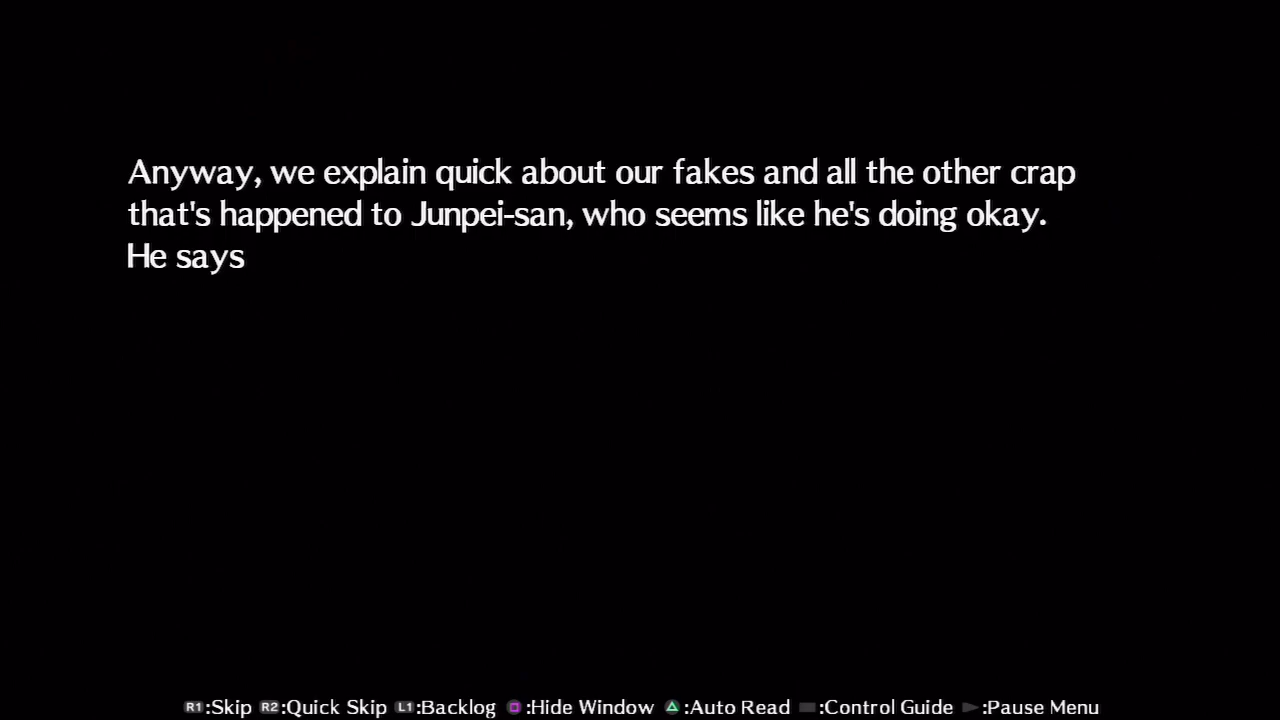 Anyway, we explain quick about our fakes and all the other crap
that's happened to Junpei-san, who seems like he's doing okay.
He says
R1:Skip R2:Quick Skip L1:Backlog :Hide Window :Auto Read :Control Guide :Pause Menu